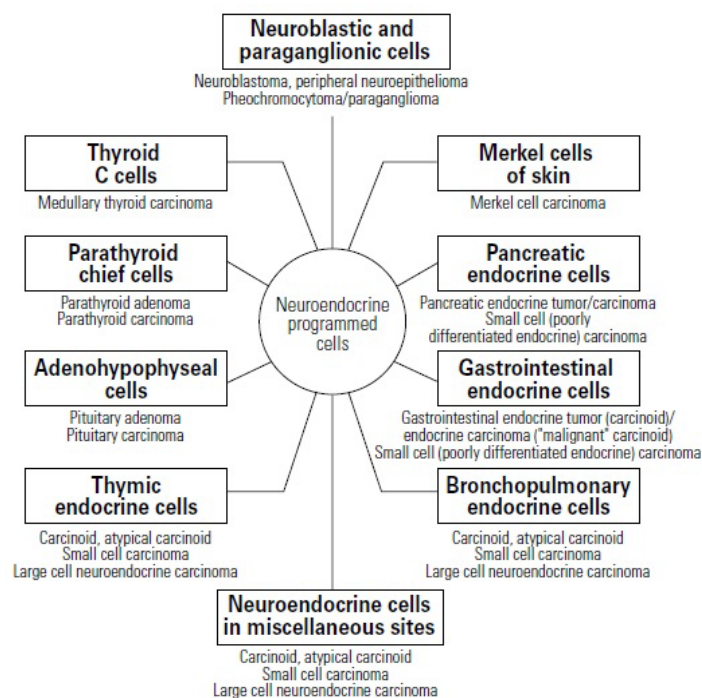 Neuroblastic and
paraganglionic cells
Neuroblastoma, peripheral neuroepithelioma
Pheochromocytoma/paraganglioma
Thyroid
C cells
Medullary thyroid carcinoma
Merkel cells
of skin
Merkel cell carcinoma
Parathyroid
chief cells
Parathyroid adenoma
Parathyroid carcinoma
Neuroendocrine
programmed
cells
Pancreatic
endocrine cells
Pancreatic endocrine tumor/carcinoma
Small cell (poorly
differentiated endocrine) carcinoma
Adenohypophyseal
cells
Pituitary adenoma
Pituitary carcinoma
Gastrointestinal
endocrine cells
Gastrointestinal endocrine tumor (carcinoid)/
endocrine carcinoma ("malignant" carcinoid)
Small cell (poorly differentiated endocrine) carcinoma
Thymic
endocrine cells
Carcinoid, atypical carcinoid
Small cell carcinoma
Large cell neuroendocrine carcinoma
Bronchopulmonary
endocrine cells
Carcinoid, atypical carcinoid
Small cell carcinoma
Large cell neuroendocrine carcinoma
Neuroendocrine cells
in miscellaneous sites
Carcinoid, atypical carcinoid
Small cell carcinoma
Large cell neuroendocrine carcinoma